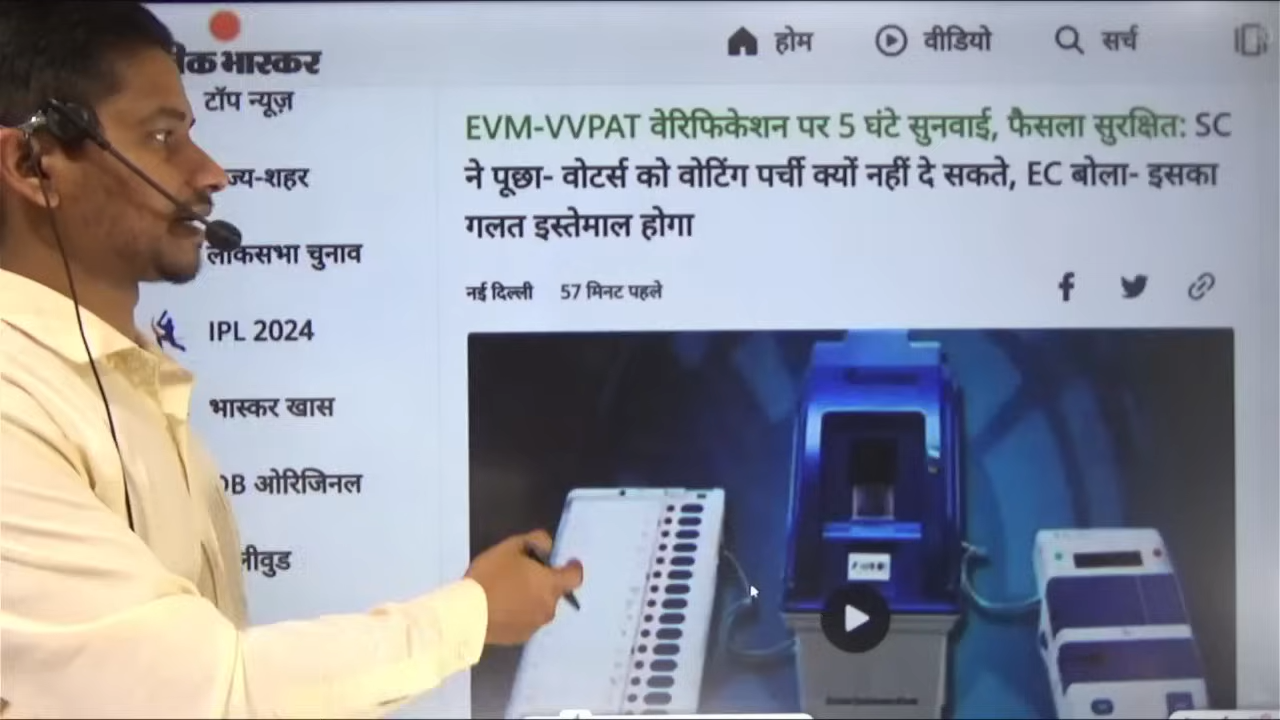 भास्कर
होम
वीडियो
सर्च
टॉप न्यूज़
लोकसभा चुनाव
IPL 2024
भास्कर खास
ओरिजिनल
EVM-VVPAT वेरिफिकेशन पर 5 घंटे सुनवाई, फैसला सुरक्षित: SC
ने पूछा- वोटर्स को वोटिंग पर्ची क्यों नहीं दे सकते, EC बोला- इसका
गलत इस्तेमाल होगा
नई दिल्ली 57 मिनट पहले